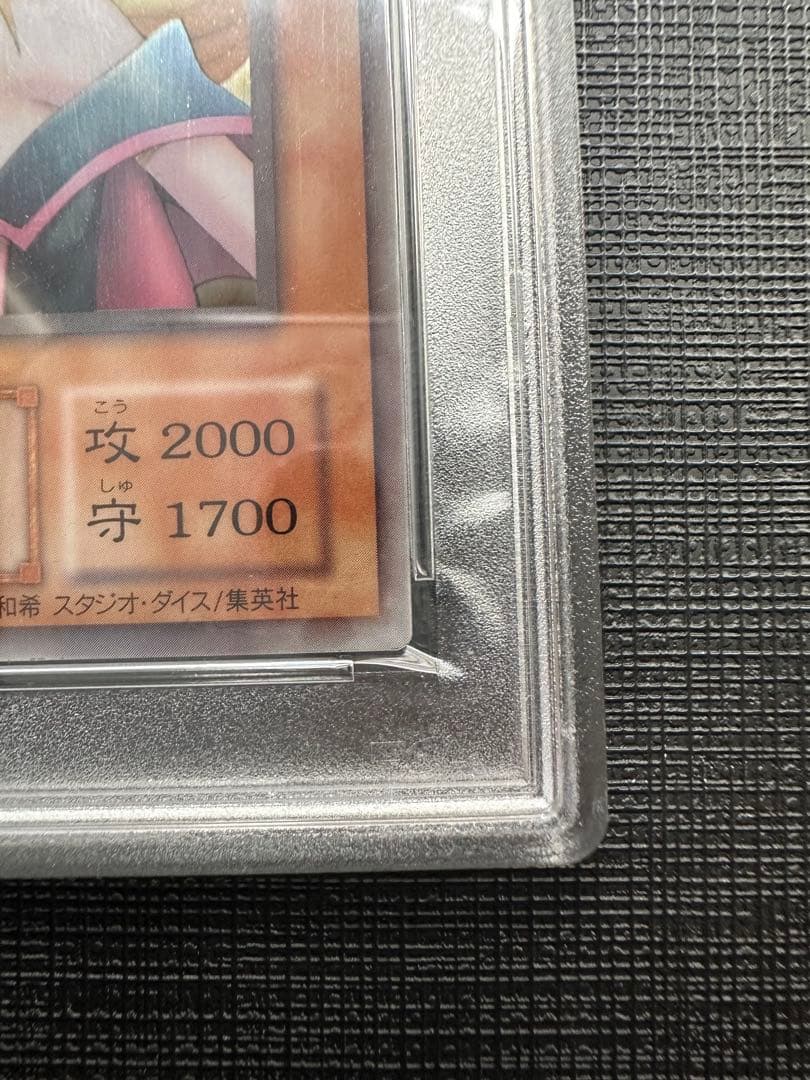 こう
攻 2000
しゅ
守 1700
和希 スタジオ・ダイス/集英社